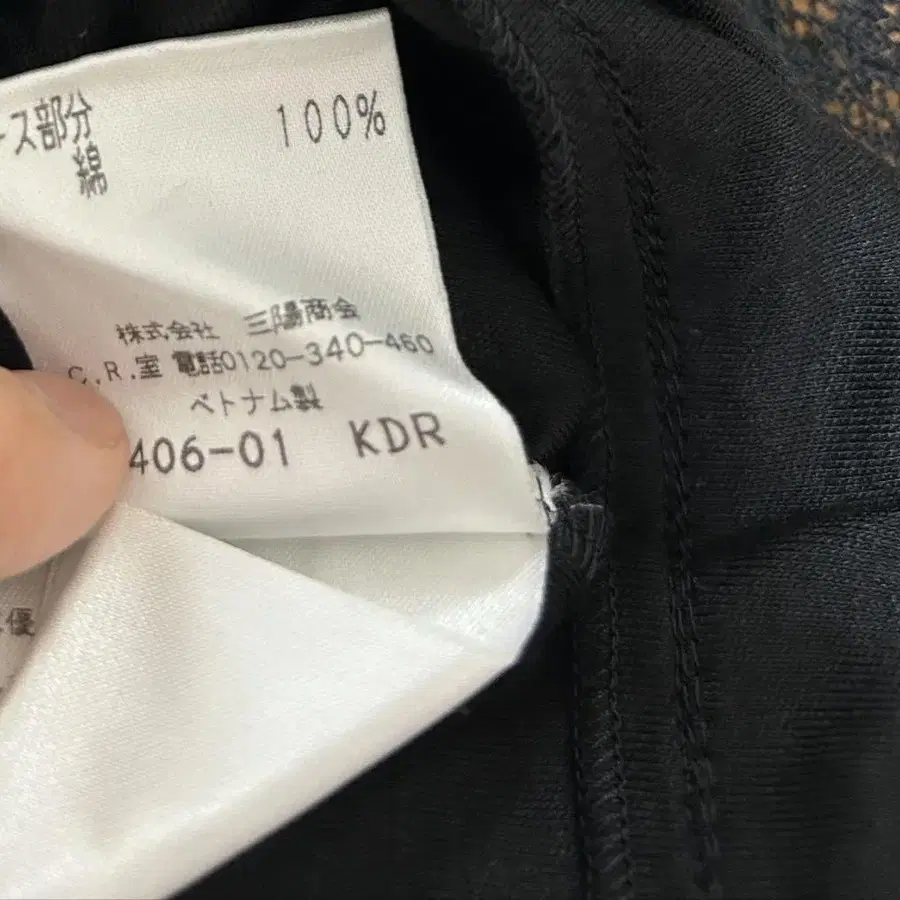 ース部分
綿 100%
株式会社 三陽商会
C.R.室 電話0120-340-460
ベトナム製
406-01 KDR
優